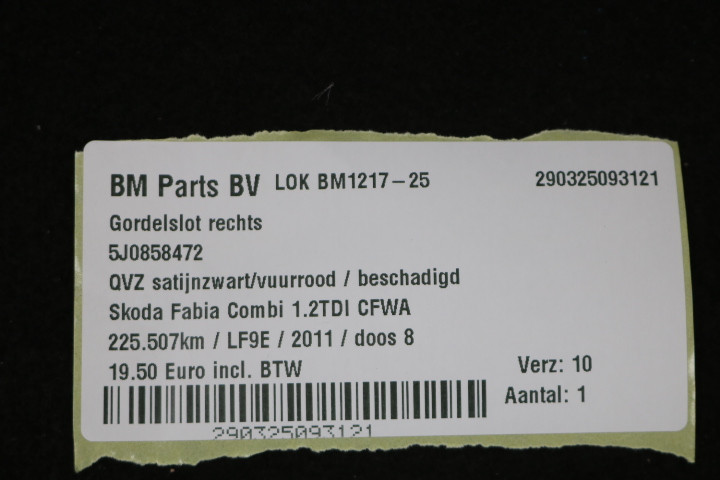 BM Parts BV LOK BM1217-25 290325093121
Gordelslot rechts
5J0858472
QVZ satijnzwart/vuurrood / beschadigd
Skoda Fabia Combi 1.2TDI CFWA
225.507km / LF9E / 2011 / doos 8
19.50 Euro incl. BTW Verz: 10
Aantal: 1
290325093121